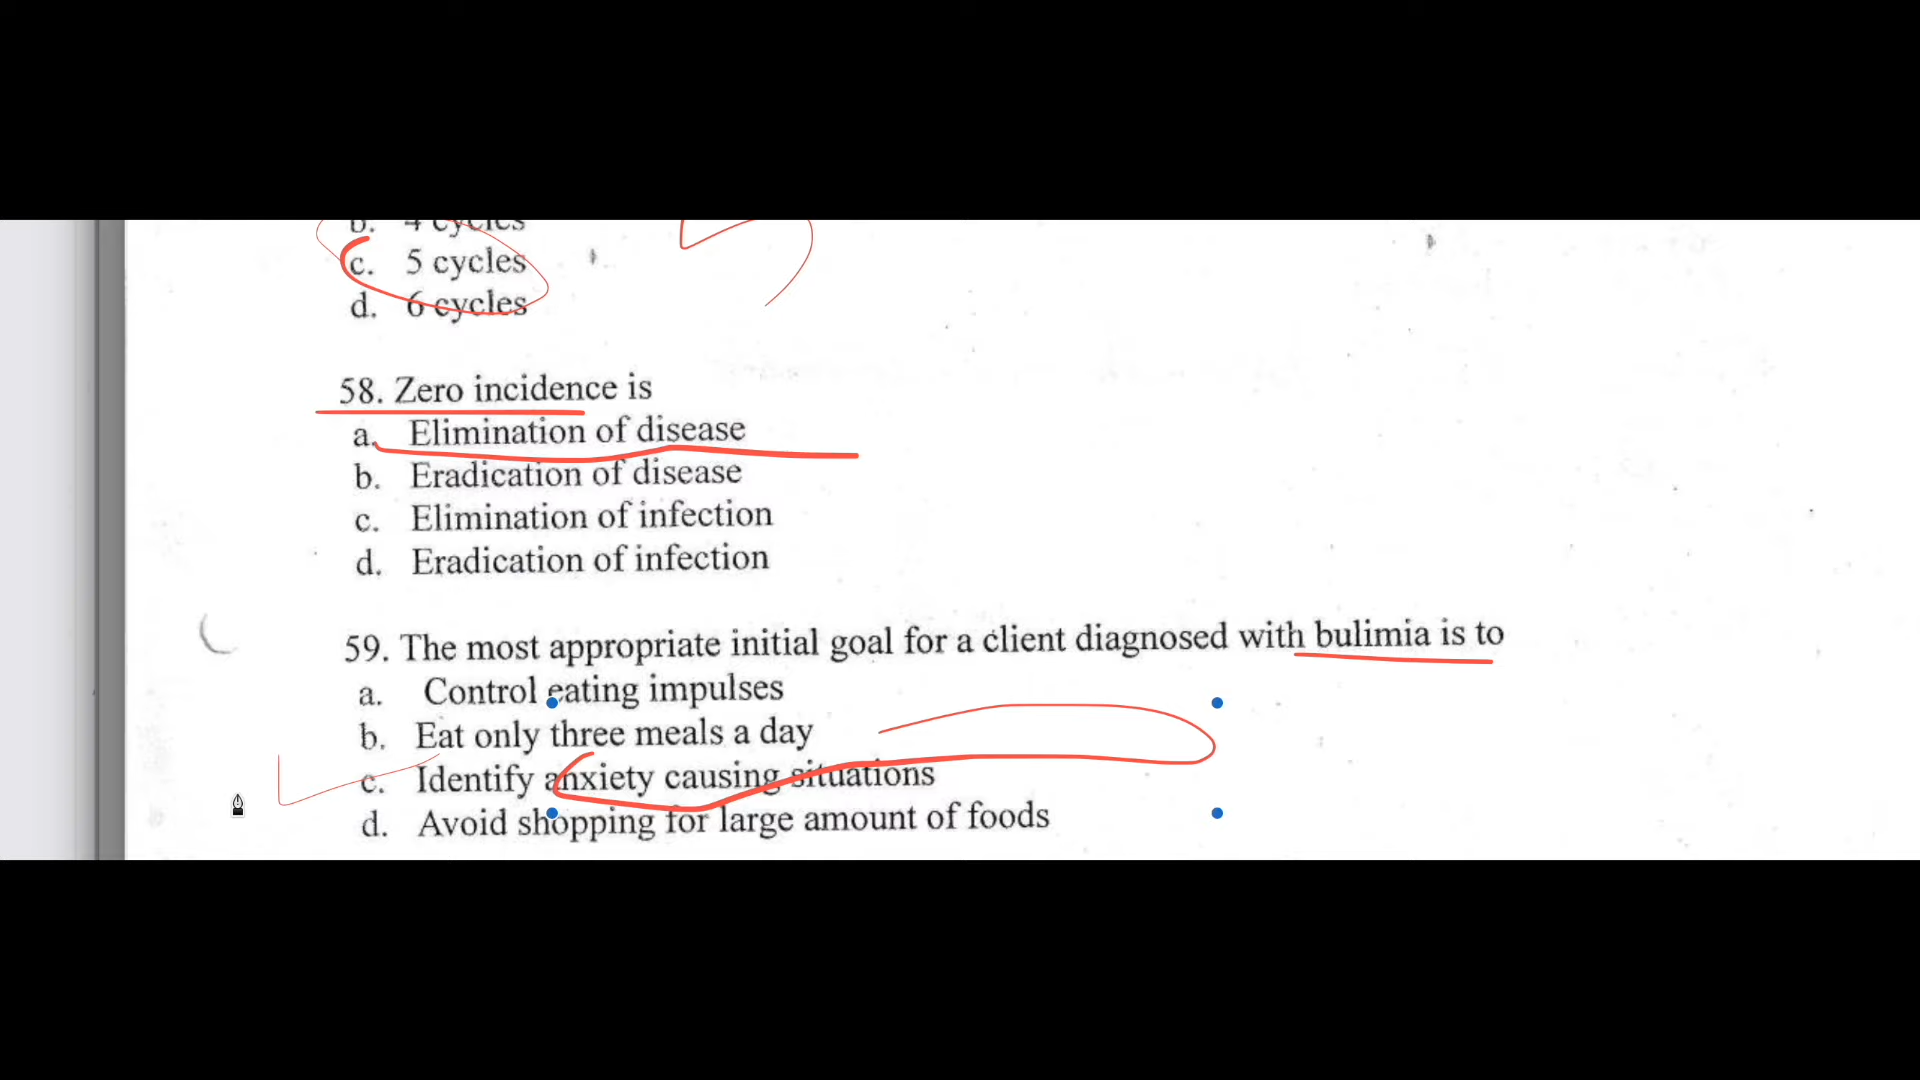 b. 4 cycles
c. 5 cycles
d. 6 cycles
58. Zero incidence is
a. Elimination of disease
b. Eradication of disease
c. Elimination of infection
d. Eradication of infection
59. The most appropriate initial goal for a client diagnosed with bulimia is to
a. Control eating impulses
b. Eat only three meals a day
c. Identify anxiety causing situations
d. Avoid shopping for large amount of foods